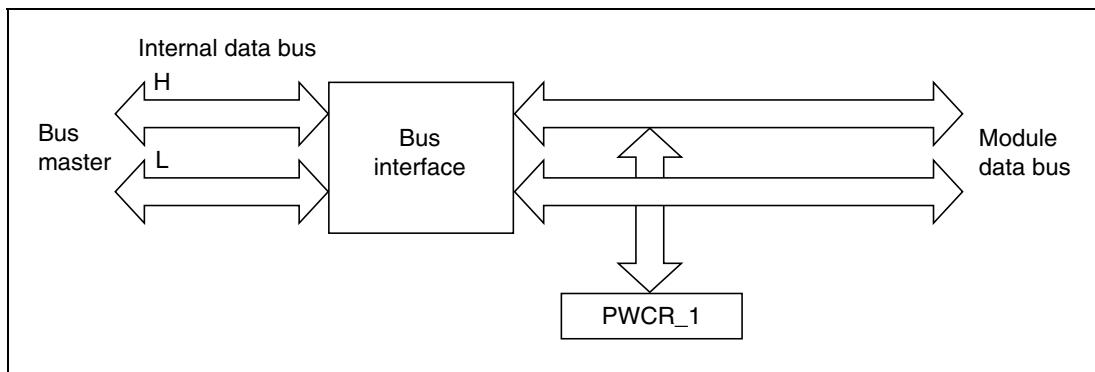 Internal data bus
H
Bus
master
L
Bus
interface
Module
data bus
PWCR_1